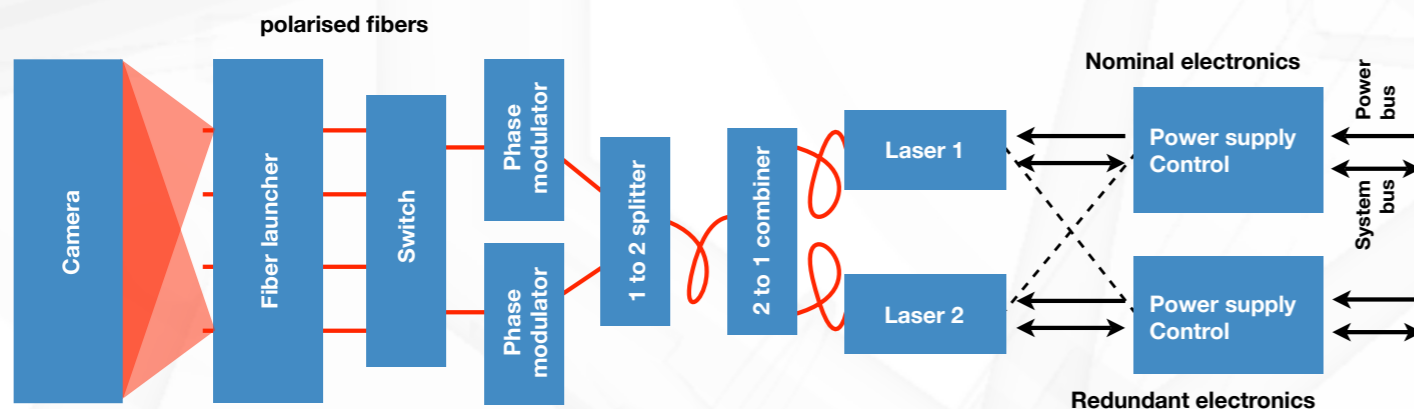 polarised fibers
Camera
Fiber launcher
Switch
Phase
modulator
Phase
modulator
1 to 2 splitter
2 to 1 combiner
Laser 1
Laser 2
Nominal electronics
Power supply
Control
Power
bus
System
bus
Power supply
Control
Redundant electronics